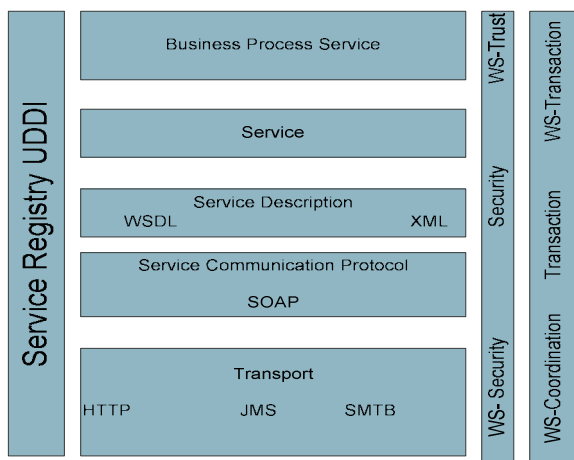 Service Registry UDDI
Business Process Service
Service
Service Description
WSDL XML
Service Communication Protocol
SOAP
Transport
HTTP JMS SMTB
WS-Trust
Security
WS- Security
WS-Transaction
Transaction
WS-Coordination